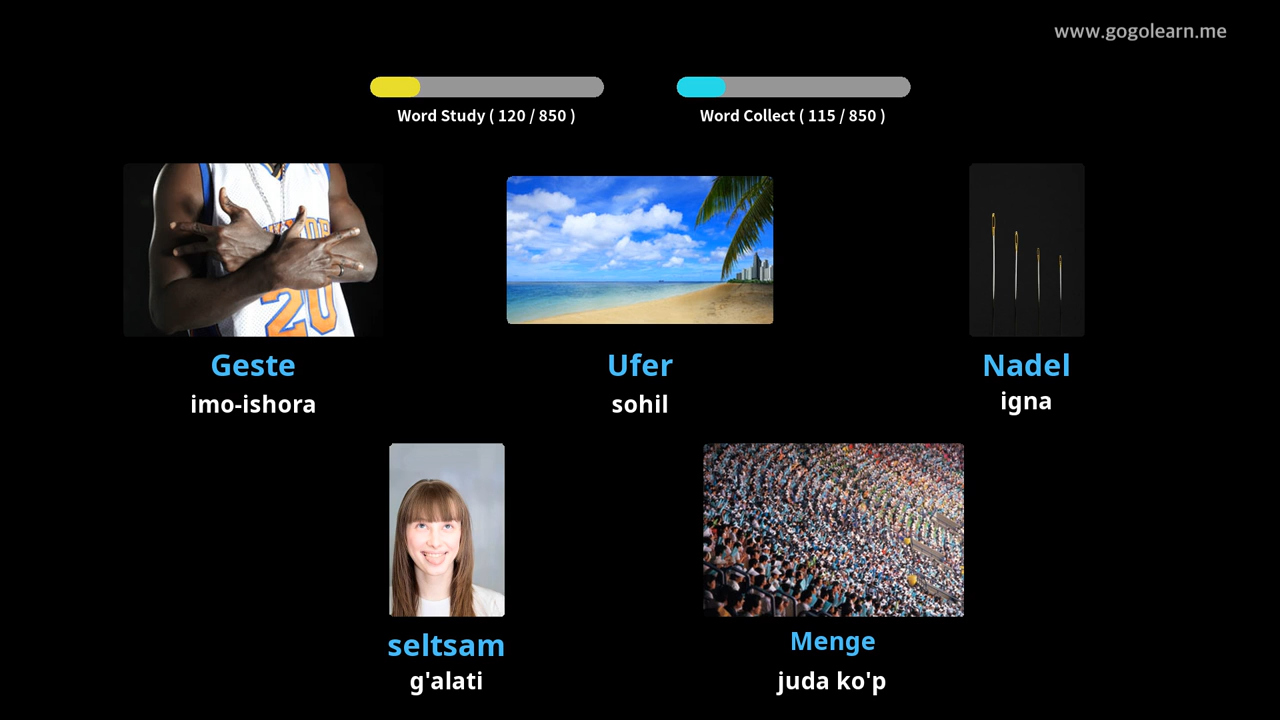 www.gogolearn.me
Word Study ( 120 / 850 )
Word Collect ( 115 / 850 )
20
Geste
imo-ishora
Ufer
sohil
Nadel
igna
seltsam
g'alati
Menge
juda ko'p